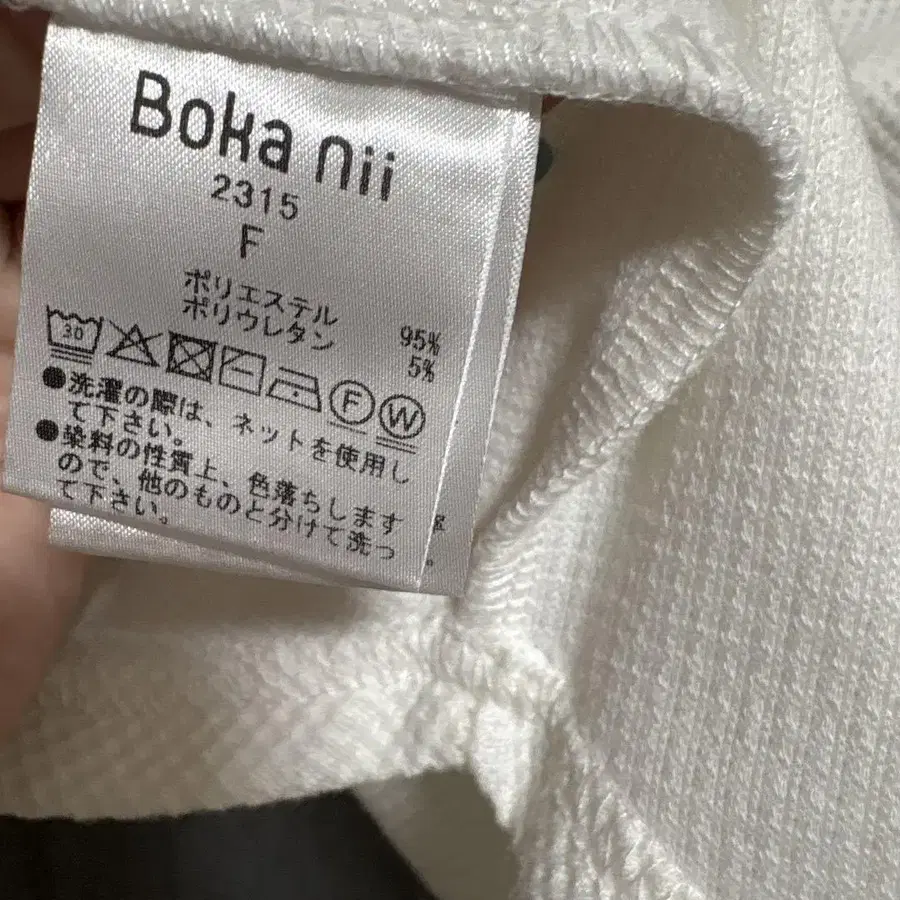 Boka nii
2315
F
ポリエステル 95%
ポリウレタン 5%
30 F W
●洗濯の際は、ネットを使用し
て下さい。
●染料の性質上、色落ちします
ので、他のものと分けて洗っ
て下さい。